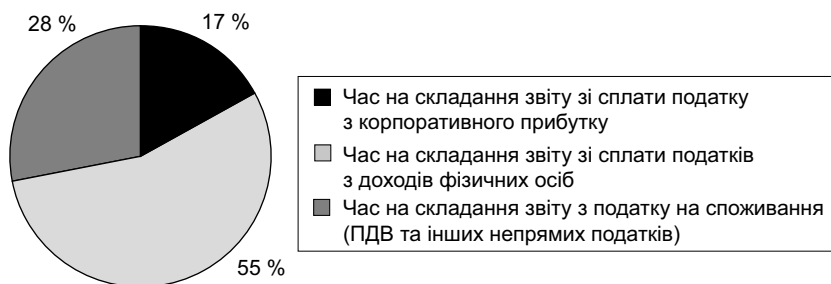 28 %
17 %
Час на складання звіту зі сплати податку
з корпоративного прибутку
Час на складання звіту зі сплати податків
з доходів фізичних осіб
Час на складання звіту з податку на споживання
(ПДВ та інших непрямих податків)
55 %